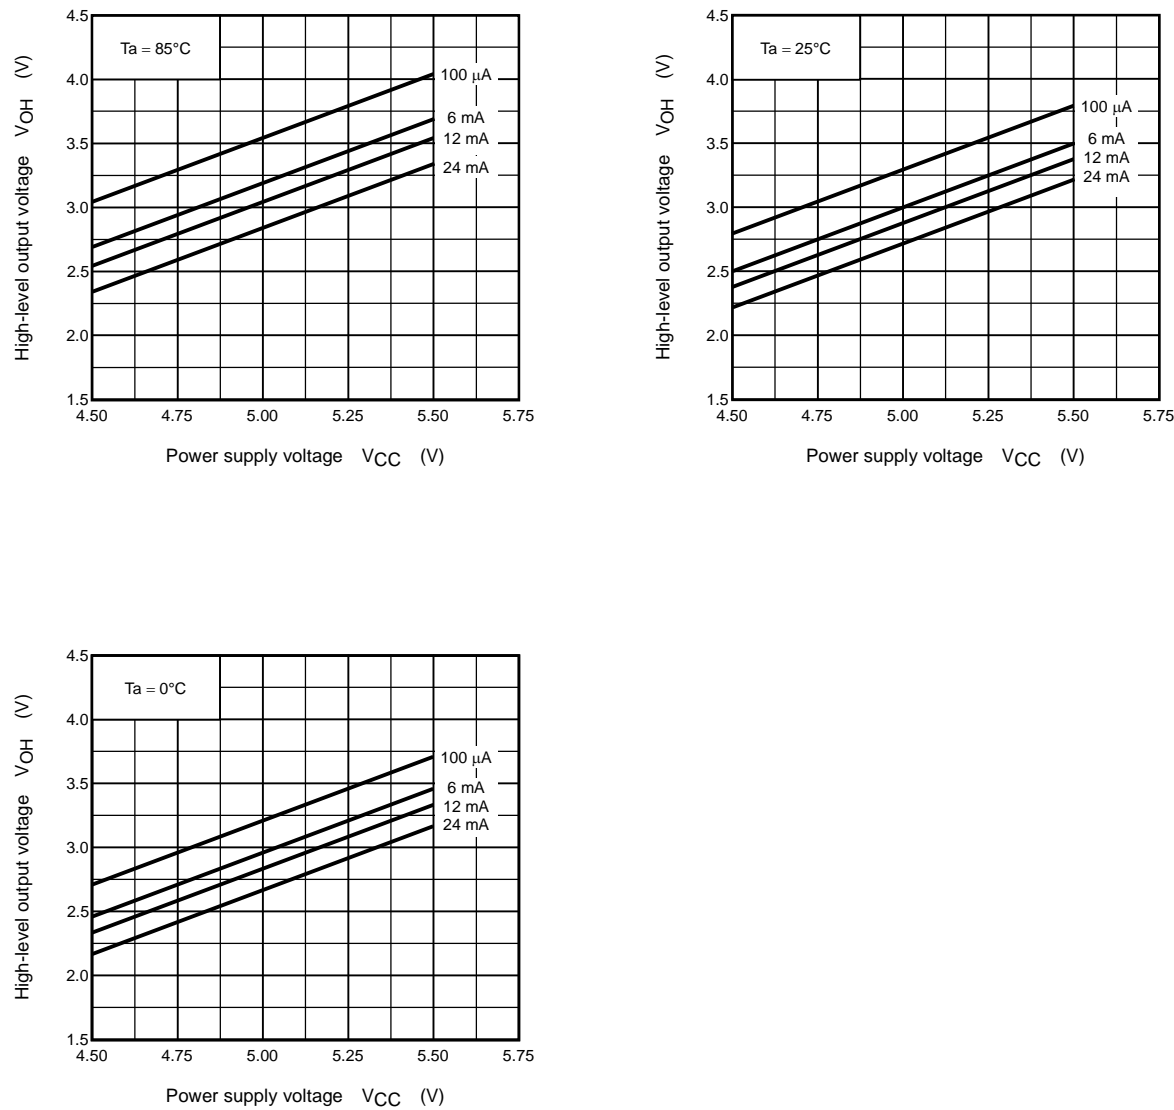 4.5
Ta = 85°C
4.0
3.5
3.0
2.5
2.0
1.5
100 μA
6 mA
12 mA
24 mA
4.50 4.75 5.00 5.25 5.50 5.75
High-level output voltage VOH (V)
Power supply voltage VCC (V)
4.5
Ta = 25°C
4.0
3.5
3.0
2.5
2.0
1.5
100 μA
6 mA
12 mA
24 mA
4.50 4.75 5.00 5.25 5.50 5.75
High-level output voltage VOH (V)
Power supply voltage VCC (V)
4.5
Ta = 0°C
4.0
3.5
3.0
2.5
2.0
1.5
100 μA
6 mA
12 mA
24 mA
4.50 4.75 5.00 5.25 5.50 5.75
High-level output voltage VOH (V)
Power supply voltage VCC (V)